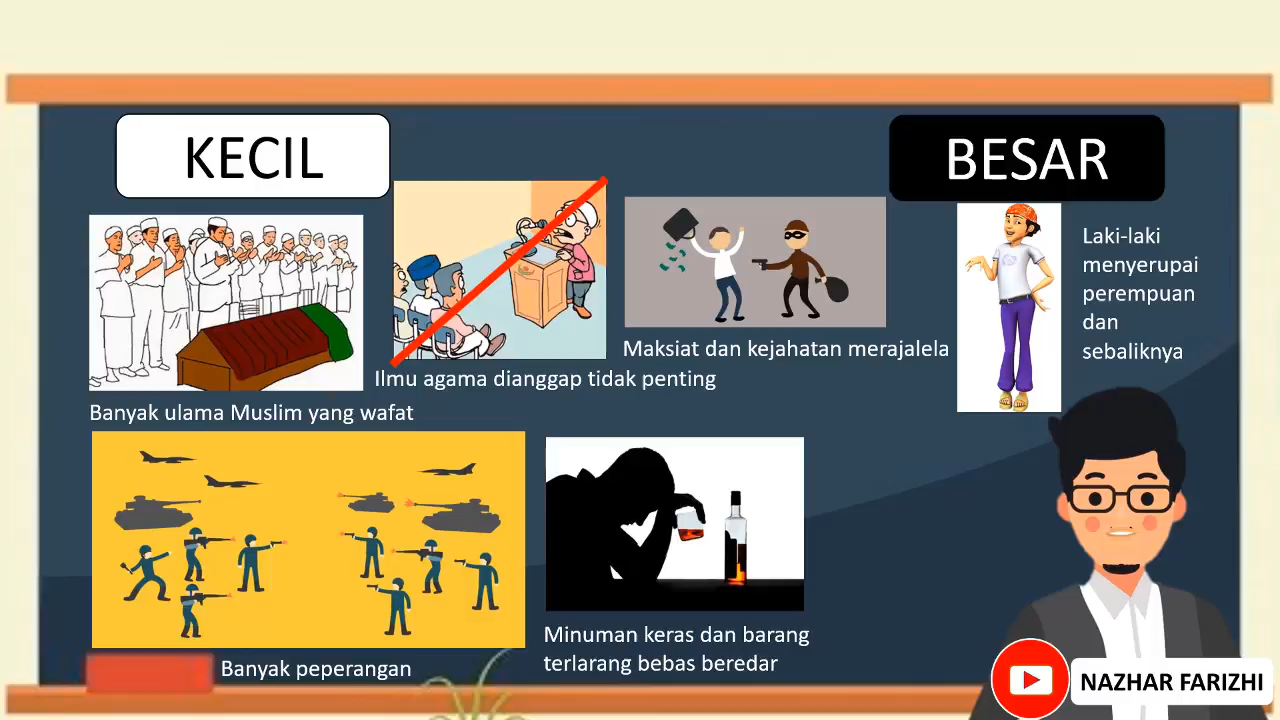 KECIL
BESAR
Laki-laki
menyerupai
perempuan
dan
sebaliknya
Maksiat dan kejahatan merajalela
Ilmu agama dianggap tidak penting
Banyak ulama Muslim yang wafat
Minuman keras dan barang
terlarang bebas beredar
Banyak peperangan
NAZHAR FARIZHI